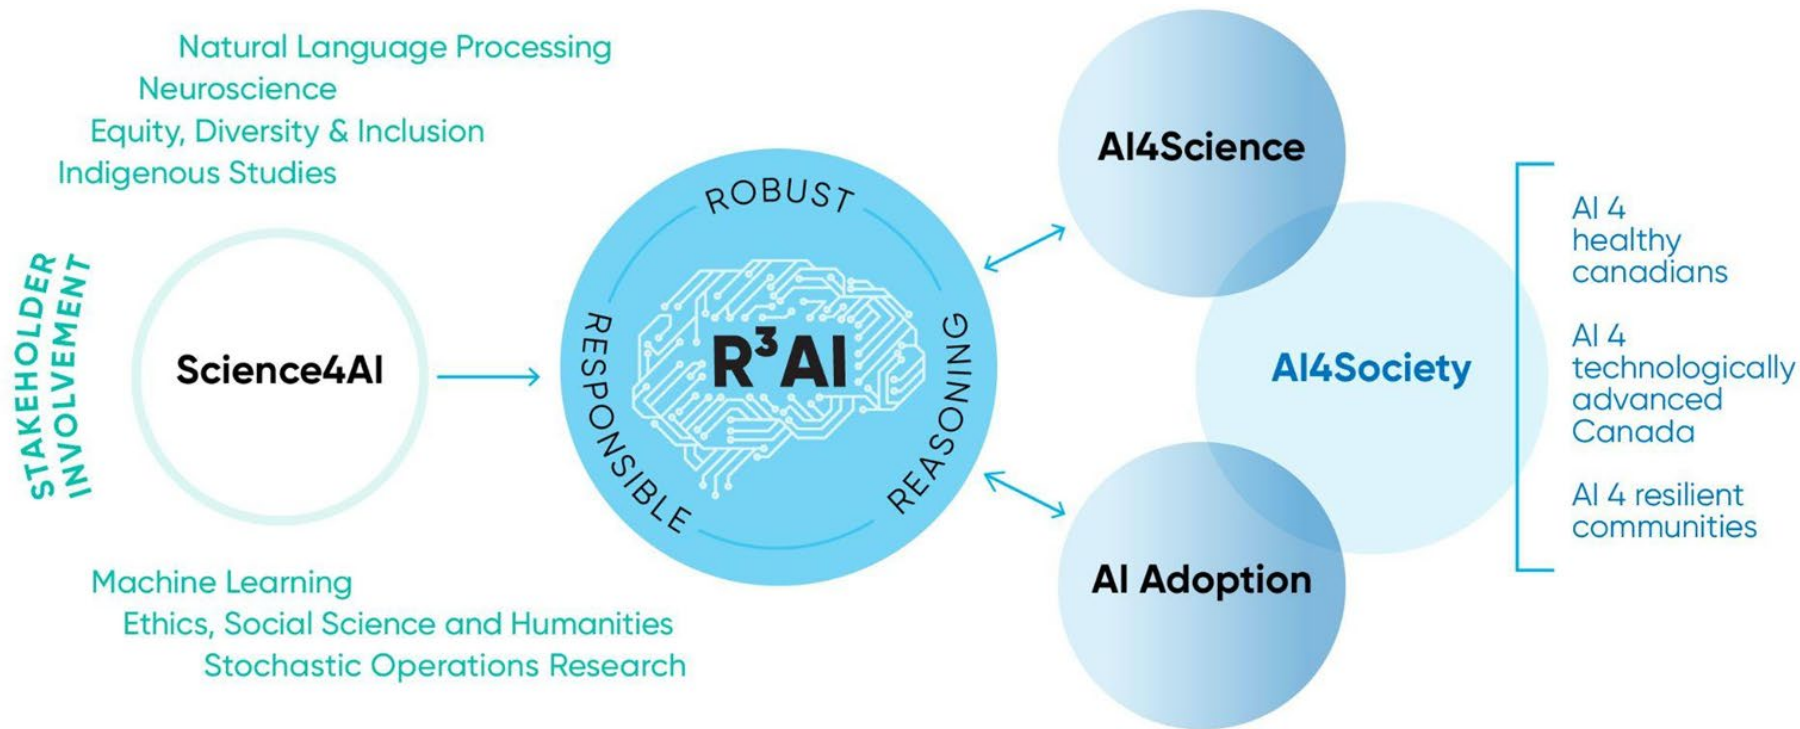 Natural Language Processing
Neuroscience
Equity, Diversity & Inclusion
Indigenous Studies
STAKEHOLDER
INVOLVEMENT
Science4AI
Machine Learning
Ethics, Social Science and Humanities
Stochastic Operations Research
ROBUST
RESPONSIBLE
REASONING
R³AI
AI4Science
AI4Society
AI Adoption
AI 4
healthy
canadians
AI 4
technologically
advanced
Canada
AI 4 resilient
communities